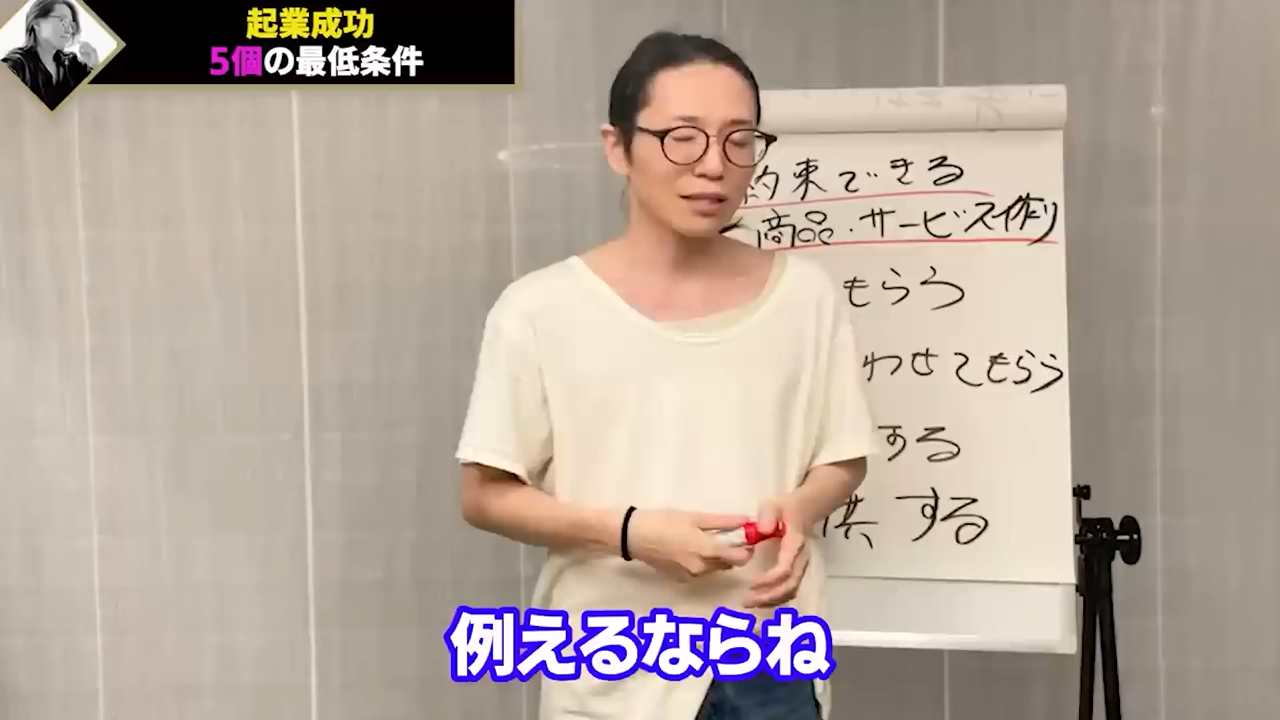 起業成功
5個の最低条件
約束できる
商品・サービス作り
もらう
わせてもらう
する
供する
例えるならね